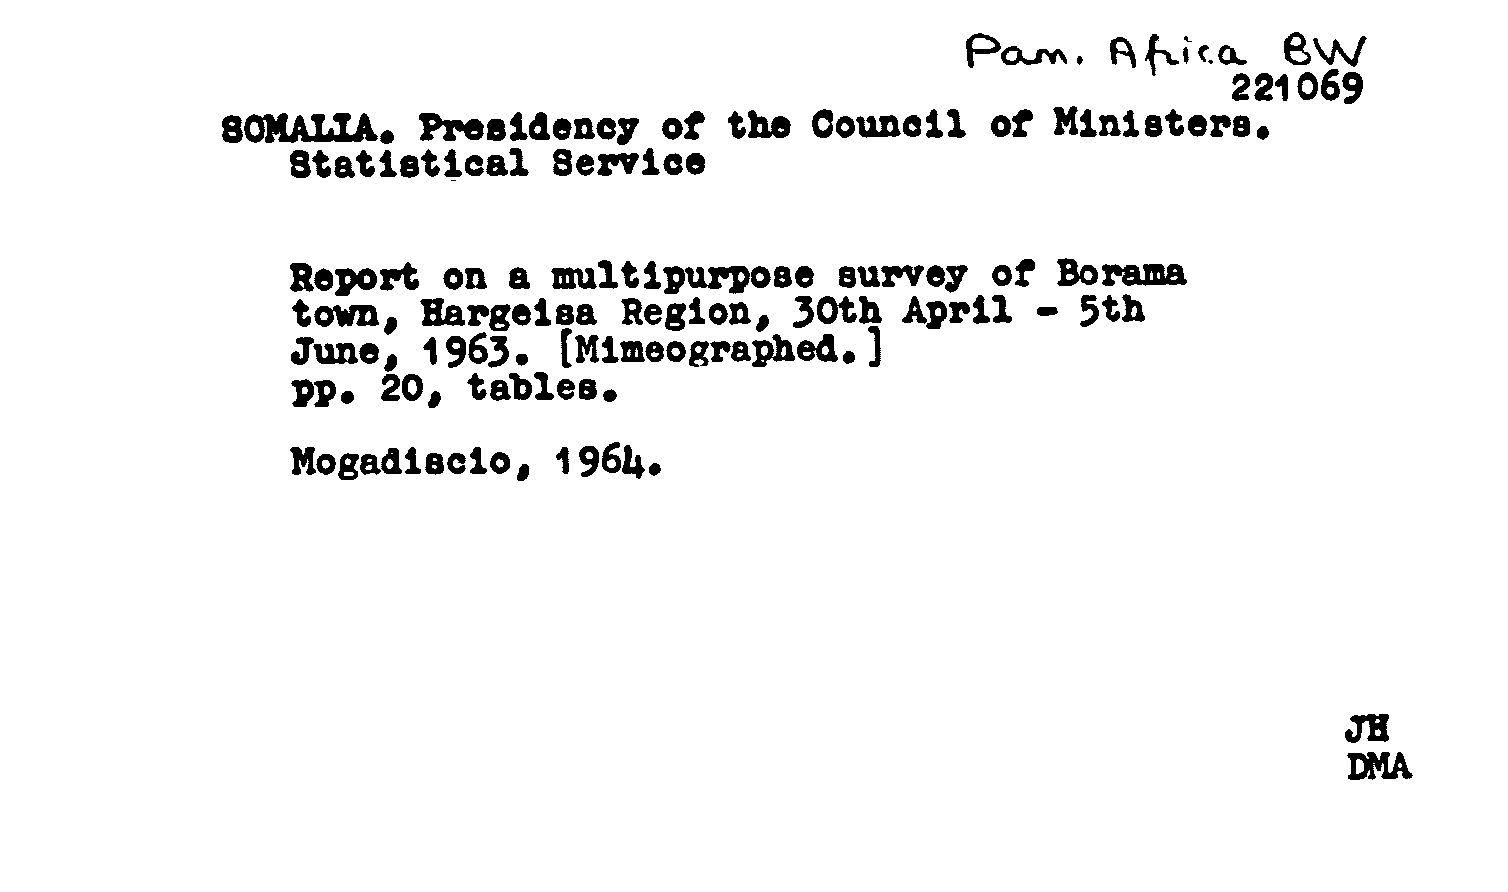 Pam. Africa BW
221069
SOMALIA. Presidency of the Council of Ministers.
Statistical Service
Report on a multipurpose survey of Borama
town, Hargeisa Region, 30th April - 5th
June, 1963. [Mimeographed.]
pp. 20, tables.
Mogadiscio, 1964.
JH
DMA